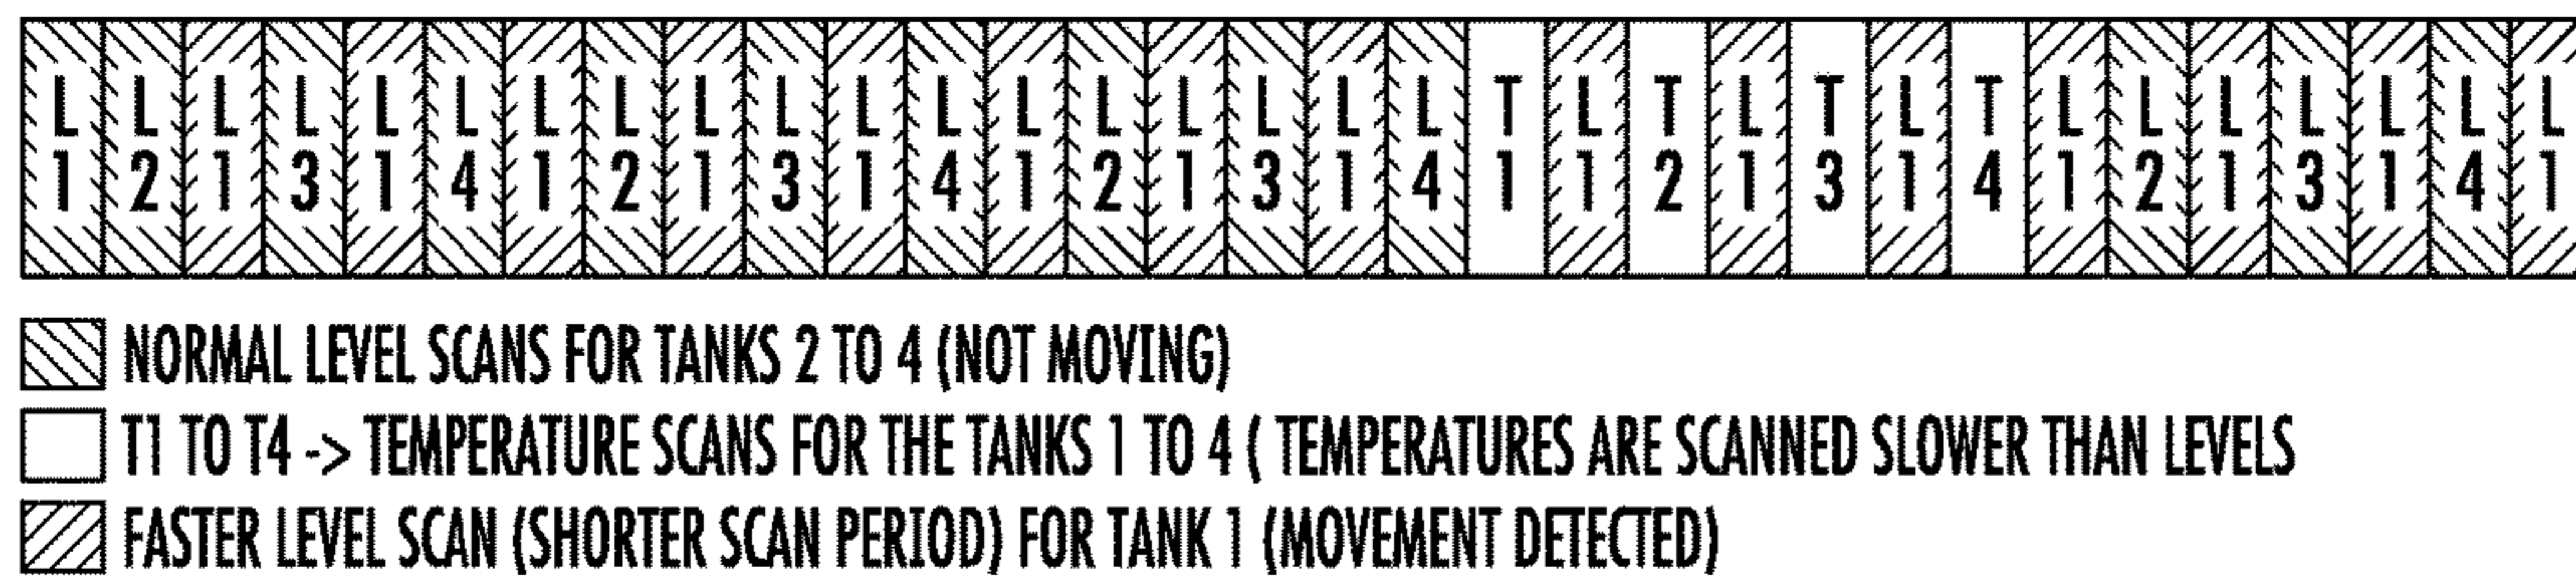 L L L L L L L L L L L L L L L L L L T L T L T L T L L L L L L L
1 2 1 3 1 4 1 2 1 3 1 4 1 2 1 3 1 4 1 1 2 1 3 1 4 1 2 1 3 1 4 1
NORMAL LEVEL SCANS FOR TANKS 2 TO 4 (NOT MOVING)
T1 TO T4 -> TEMPERATURE SCANS FOR THE TANKS 1 TO 4 ( TEMPERATURES ARE SCANNED SLOWER THAN LEVELS
FASTER LEVEL SCAN (SHORTER SCAN PERIOD) FOR TANK 1 (MOVEMENT DETECTED)